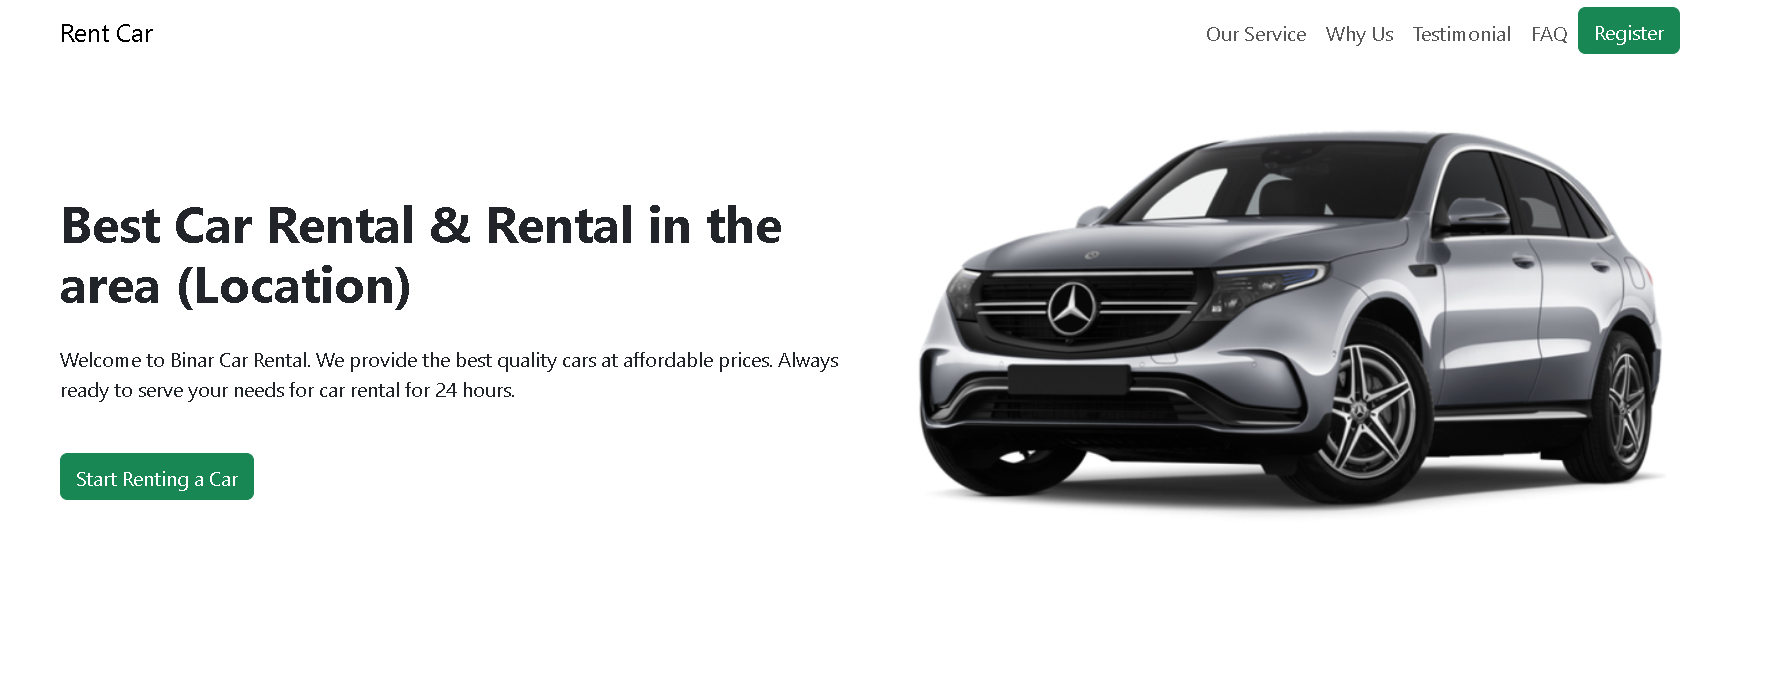 Rent Car
Our Service Why Us Testimonial FAQ Register
Best Car Rental & Rental in the
area (Location)
Welcome to Binar Car Rental. We provide the best quality cars at affordable prices. Always
ready to serve your needs for car rental for 24 hours.
Start Renting a Car